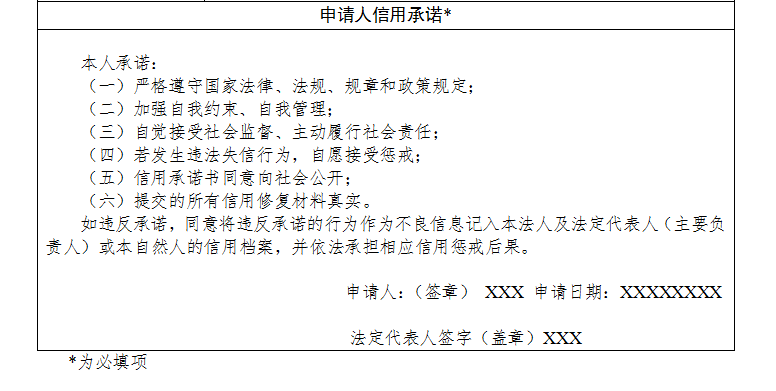 申请人信用承诺*
本人承诺：
（一）严格遵守国家法律、法规、规章和政策规定；
（二）加强自我约束、自我管理；
（三）自觉接受社会监督、主动履行社会责任；
（四）若发生违法失信行为，自愿接受惩戒；
（五）信用承诺书同意向社会公开；
（六）提交的所有信用修复材料真实。
如违反承诺，同意将违反承诺的行为作为不良信息记入本法人及法定代表人（主要负
责人）或本自然人的信用档案，并依法承担相应信用惩戒后果。
申请人：（签章） XXX 申请日期：XXXXXXXX
法定代表人签字（盖章）XXX
*为必填项